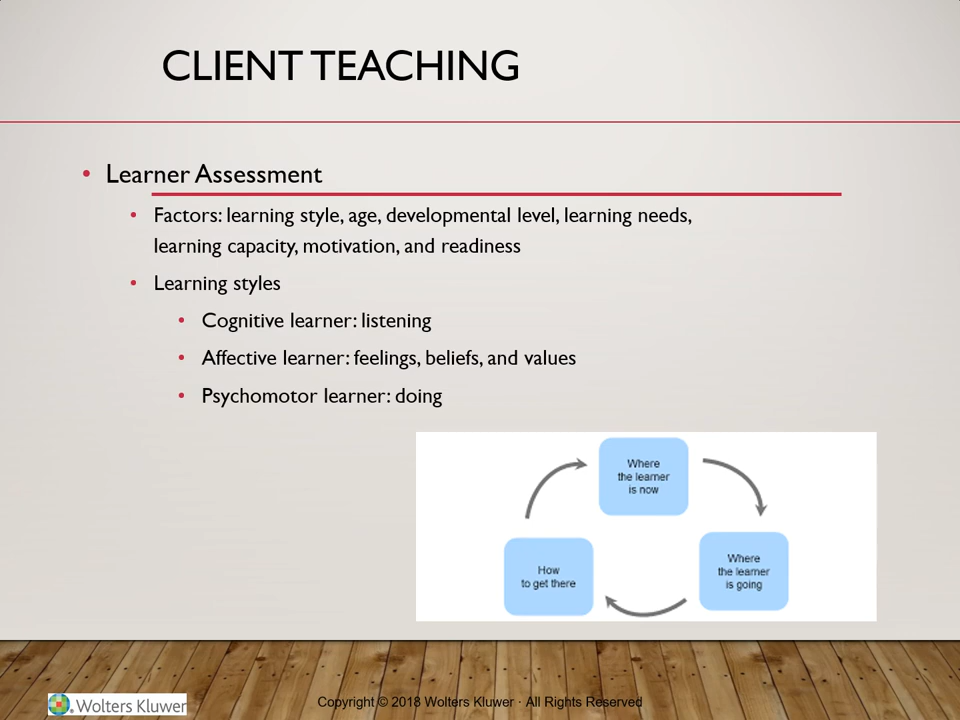 CLIENT TEACHING
• Learner Assessment
• Factors: learning style, age, developmental level, learning needs,
learning capacity, motivation, and readiness
• Learning styles
• Cognitive learner: listening
• Affective learner: feelings, beliefs, and values
• Psychomotor learner: doing
Where
the learner
is now
How
to get there
Where
the learner
is going
Wolters Kluwer
Copyright © 2018 Wolters Kluwer · All Rights Reserved